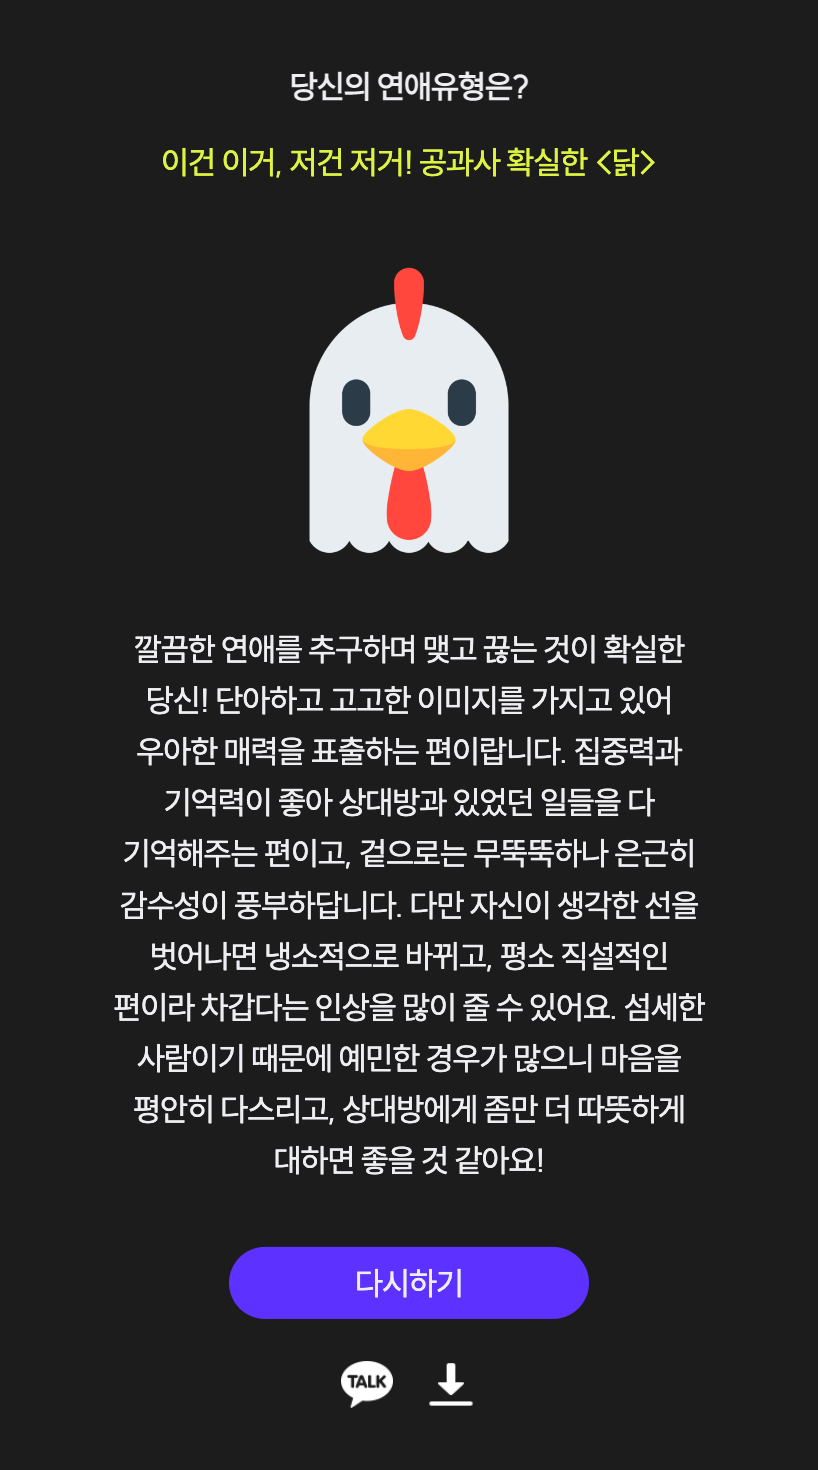 당신의 연애유형은?
이건 이거, 저건 저거! 공과사 확실한 <닭>
깔끔한 연애를 추구하며 맺고 끊는 것이 확실한
당신! 단아하고 고고한 이미지를 가지고 있어
우아한 매력을 표출하는 편이랍니다. 집중력과
기억력이 좋아 상대방과 있었던 일들을 다
기억해주는 편이고, 겉으로는 무뚝뚝하나 은근히
감수성이 풍부하답니다. 다만 자신이 생각한 선을
벗어나면 냉소적으로 바뀌고, 평소 직설적인
편이라 차갑다는 인상을 많이 줄 수 있어요. 섬세한
사람이기 때문에 예민한 경우가 많으니 마음을
평안히 다스리고, 상대방에게 좀만 더 따뜻하게
대하면 좋을 것 같아요!
다시하기
TALK